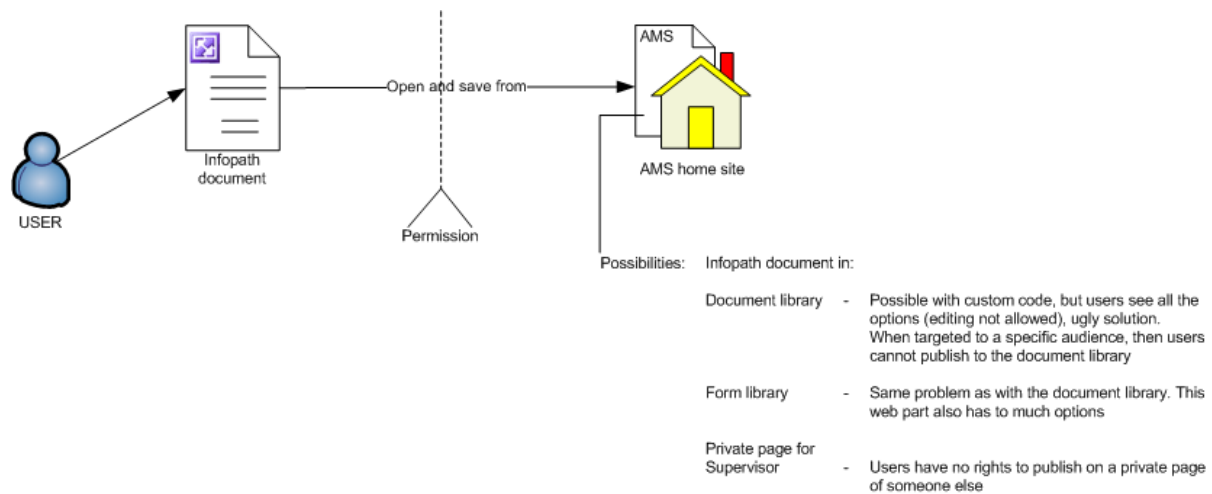 AMS
Open and save from
Infopath
document
AMS home site
USER
Permission
Possibilities: Infopath document in:
Document library - Possible with custom code, but users see all the
options (editing not allowed), ugly solution.
When targeted to a specific audience, then users
cannot publish to the document library
Form library - Same problem as with the document library. This
web part also has to much options
Private page for
Supervisor - Users have no rights to publish on a private page
of someone else